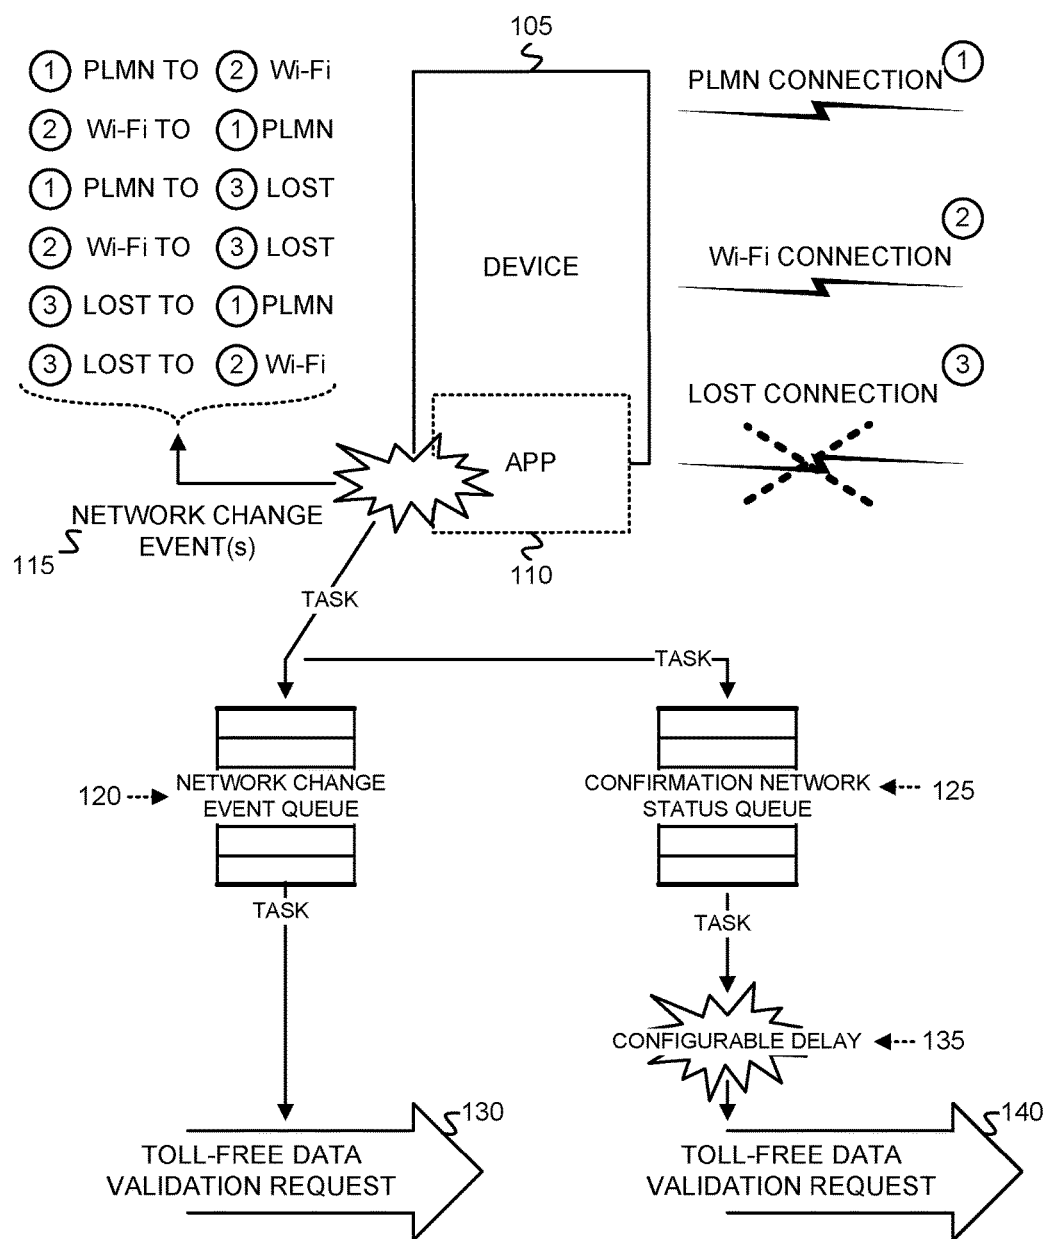 105
① PLMN TO ② Wi-Fi
② Wi-Fi TO ① PLMN
① PLMN TO ③ LOST
② Wi-Fi TO ③ LOST
③ LOST TO ① PLMN
③ LOST TO ② Wi-Fi
DEVICE
PLMN CONNECTION ①
Wi-Fi CONNECTION ②
LOST CONNECTION ③
APP
110
NETWORK CHANGE
EVENT(s)
115
TASK
TASK
120
NETWORK CHANGE
EVENT QUEUE
CONFIRMATION NETWORK
STATUS QUEUE
125
TASK
TASK
CONFIGURABLE DELAY
135
130
TOLL-FREE DATA
VALIDATION REQUEST
140
TOLL-FREE DATA
VALIDATION REQUEST